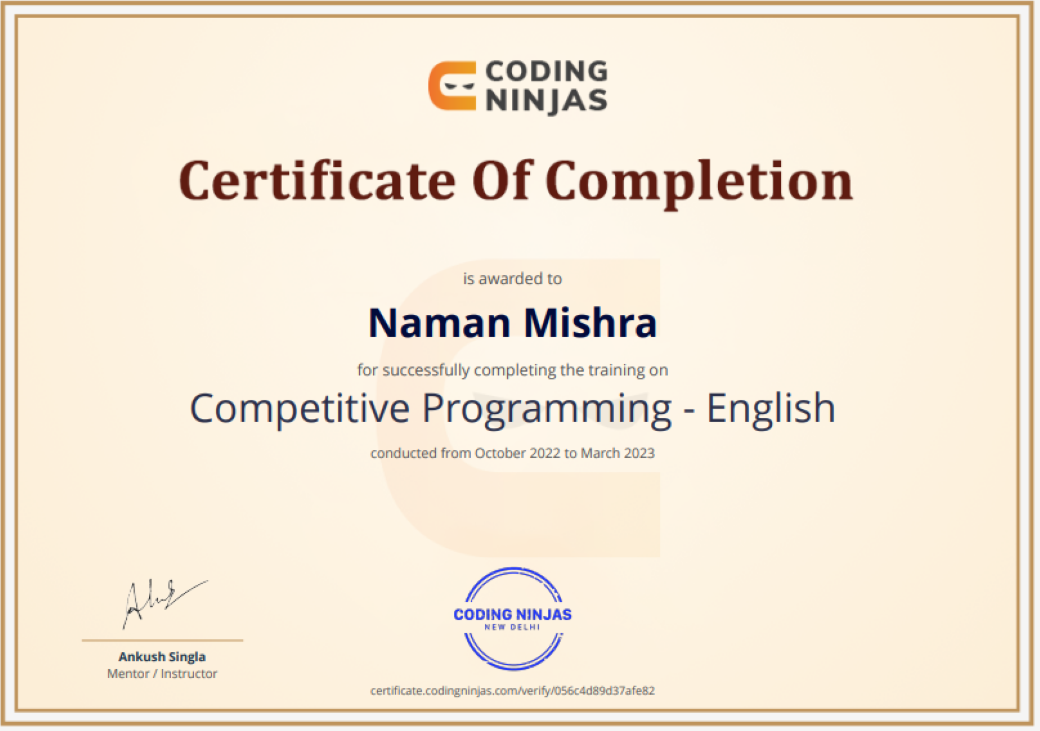 CODING
NINJAS
Certificate Of Completion
is awarded to
Naman Mishra
for successfully completing the training on
Competitive Programming - English
conducted from October 2022 to March 2023
Ankush Singla
Mentor / Instructor
CODING NINJAS
NEW DELHI
certificate.codingninjas.com/verify/056c4d89d37afe82